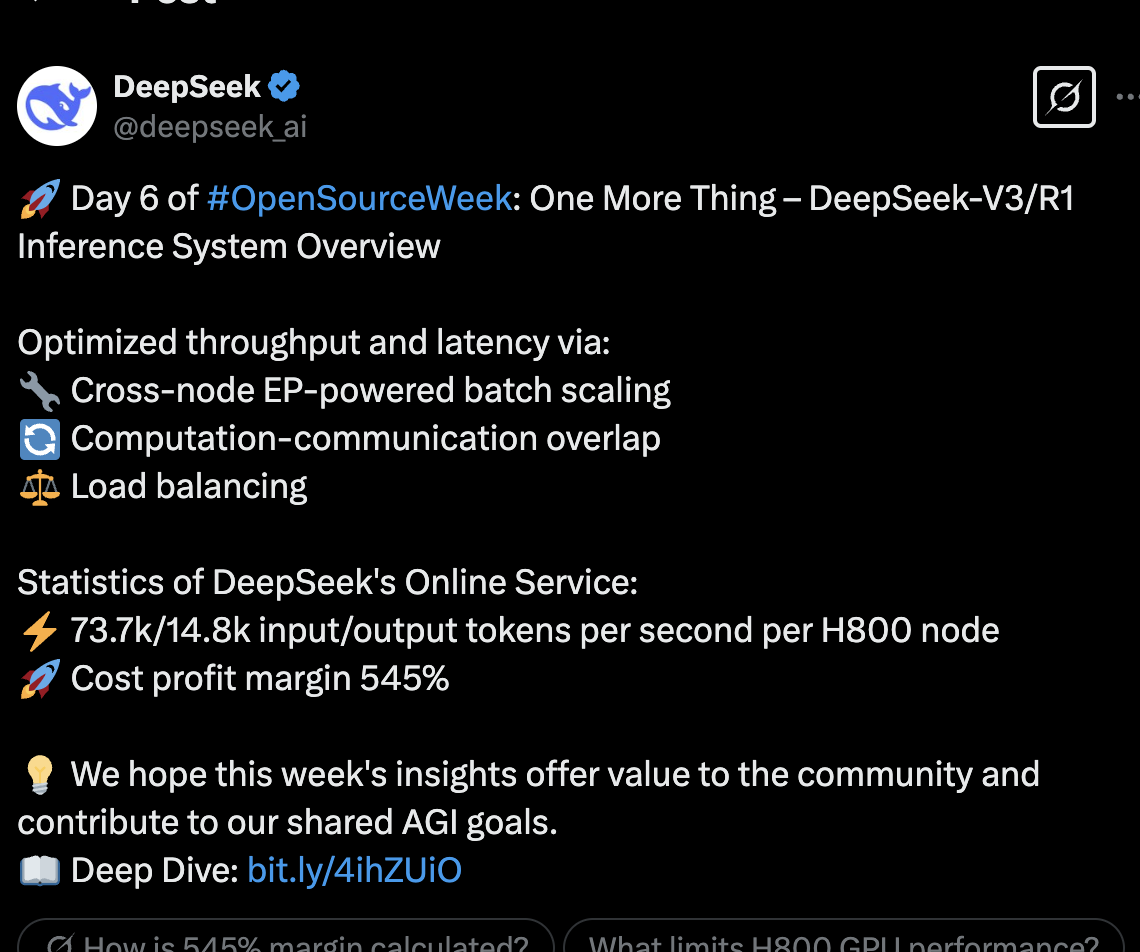 Post
DeepSeek
@deepseek_ai
🚀 Day 6 of #OpenSourceWeek: One More Thing – DeepSeek-V3/R1
Inference System Overview
Optimized throughput and latency via:
🔧 Cross-node EP-powered batch scaling
🔄 Computation-communication overlap
⚖️ Load balancing
Statistics of DeepSeek's Online Service:
⚡ 73.7k/14.8k input/output tokens per second per H800 node
🚀 Cost profit margin 545%
💡 We hope this week's insights offer value to the community and
contribute to our shared AGI goals.
📖 Deep Dive: bit.ly/4ihZUiO
How is 545% margin calculated?
What limits H800 GPU performance?